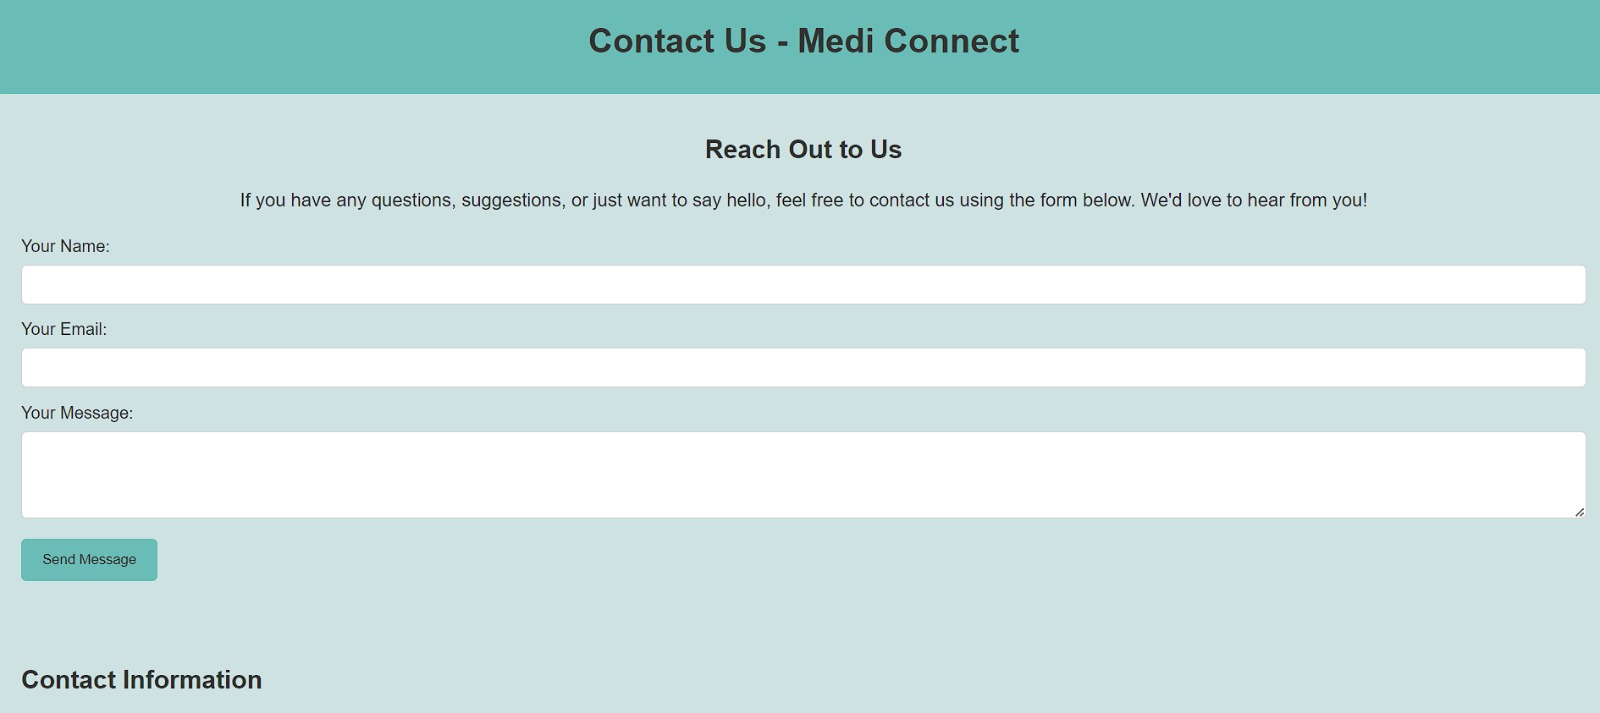 Contact Us - Medi Connect
Reach Out to Us
If you have any questions, suggestions, or just want to say hello, feel free to contact us using the form below. We'd love to hear from you!
Your Name:
Your Email:
Your Message:
Send Message
Contact Information